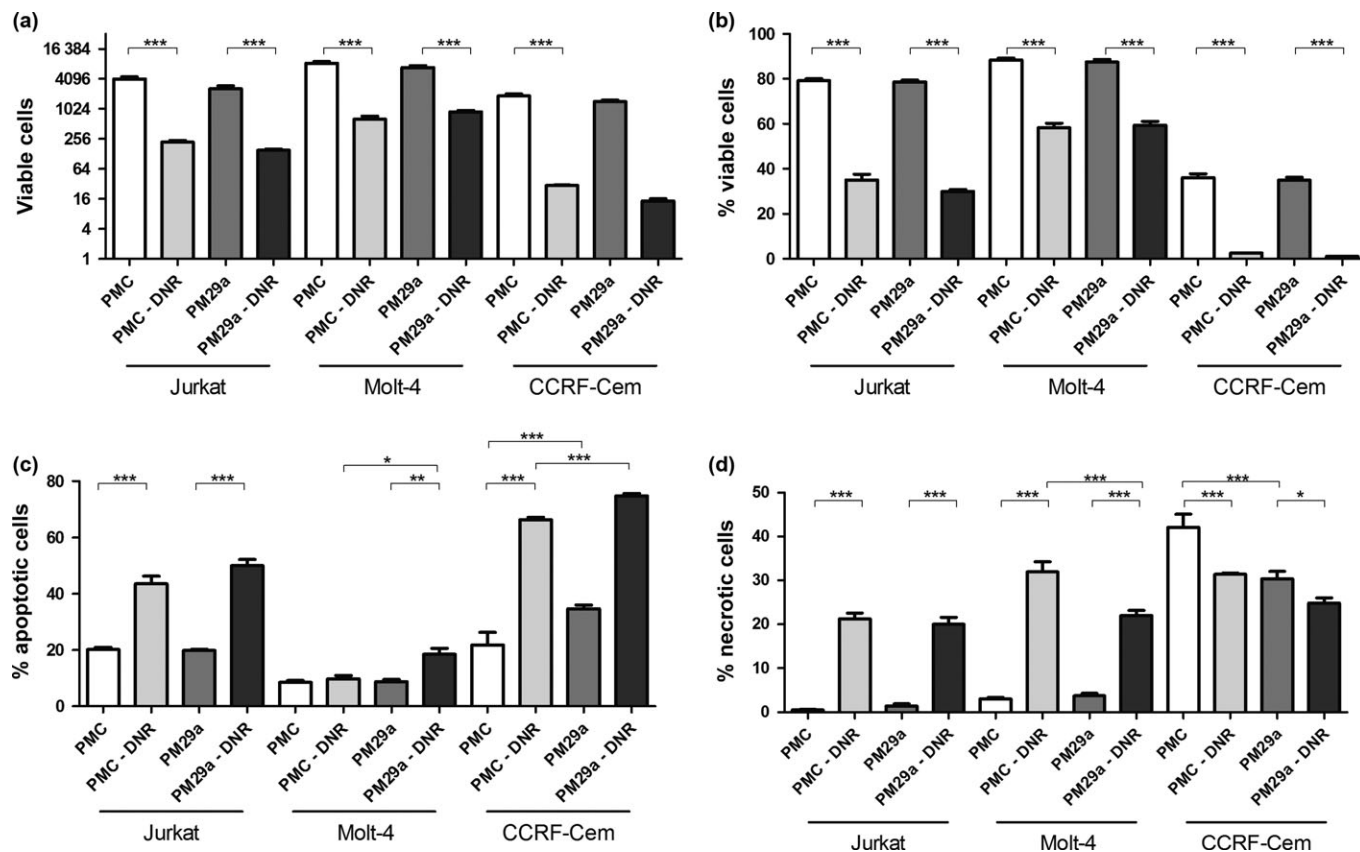 (a)
*** *** *** *** ***
16 384
4096
1024
256
64
16
4
1
Viable cells
PMC
PMC - DNR
PM29a
PM29a - DNR
PMC
PMC - DNR
PM29a
PM29a - DNR
PMC
PMC - DNR
PM29a
PM29a - DNR
Jurkat Molt-4 CCRF-Cem
(b)
*** *** *** *** *** ***
100
80
60
40
20
0
% viable cells
PMC
PMC - DNR
PM29a
PM29a - DNR
PMC
PMC - DNR
PM29a
PM29a - DNR
PMC
PMC - DNR
PM29a
PM29a - DNR
Jurkat Molt-4 CCRF-Cem
(c)
***
* ***
*** *** ** ***
80
60
40
20
0
% apoptotic cells
PMC
PMC - DNR
PM29a
PM29a - DNR
PMC
PMC - DNR
PM29a
PM29a - DNR
PMC
PMC - DNR
PM29a
PM29a - DNR
Jurkat Molt-4 CCRF-Cem
(d)
*** ***
*** *** *** *** *** *
50
40
30
20
10
0
% necrotic cells
PMC
PMC - DNR
PM29a
PM29a - DNR
PMC
PMC - DNR
PM29a
PM29a - DNR
PMC
PMC - DNR
PM29a
PM29a - DNR
Jurkat Molt-4 CCRF-Cem